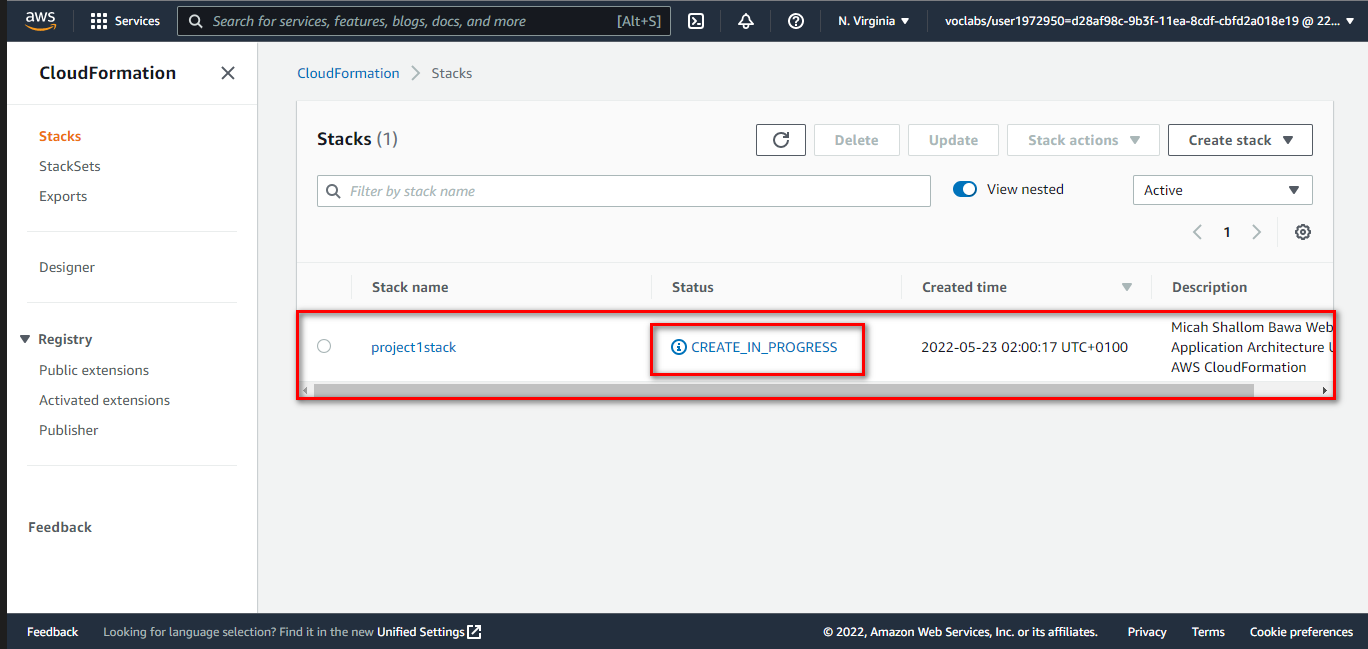 aws
Services
Search for services, features, blogs, docs, and more
[Alt+S]
N. Virginia
voclabs/user1972950=d28af98c-9b3f-11ea-8cdf-cbfd2a018e19 @ 22...
CloudFormation
Stacks
StackSets
Exports
Designer
Registry
Public extensions
Activated extensions
Publisher
Feedback
CloudFormation
Stacks
Stacks (1)
Delete
Update
Stack actions
Create stack
Filter by stack name
View nested
Active
1
Stack name
Status
Created time
Description
project1stack
CREATE_IN_PROGRESS
2022-05-23 02:00:17 UTC+0100
Micah Shallom Bawa Web
Application Architecture U
AWS CloudFormation
Feedback
Looking for language selection? Find it in the new Unified Settings
© 2022, Amazon Web Services, Inc. or its affiliates.
Privacy
Terms
Cookie preferences